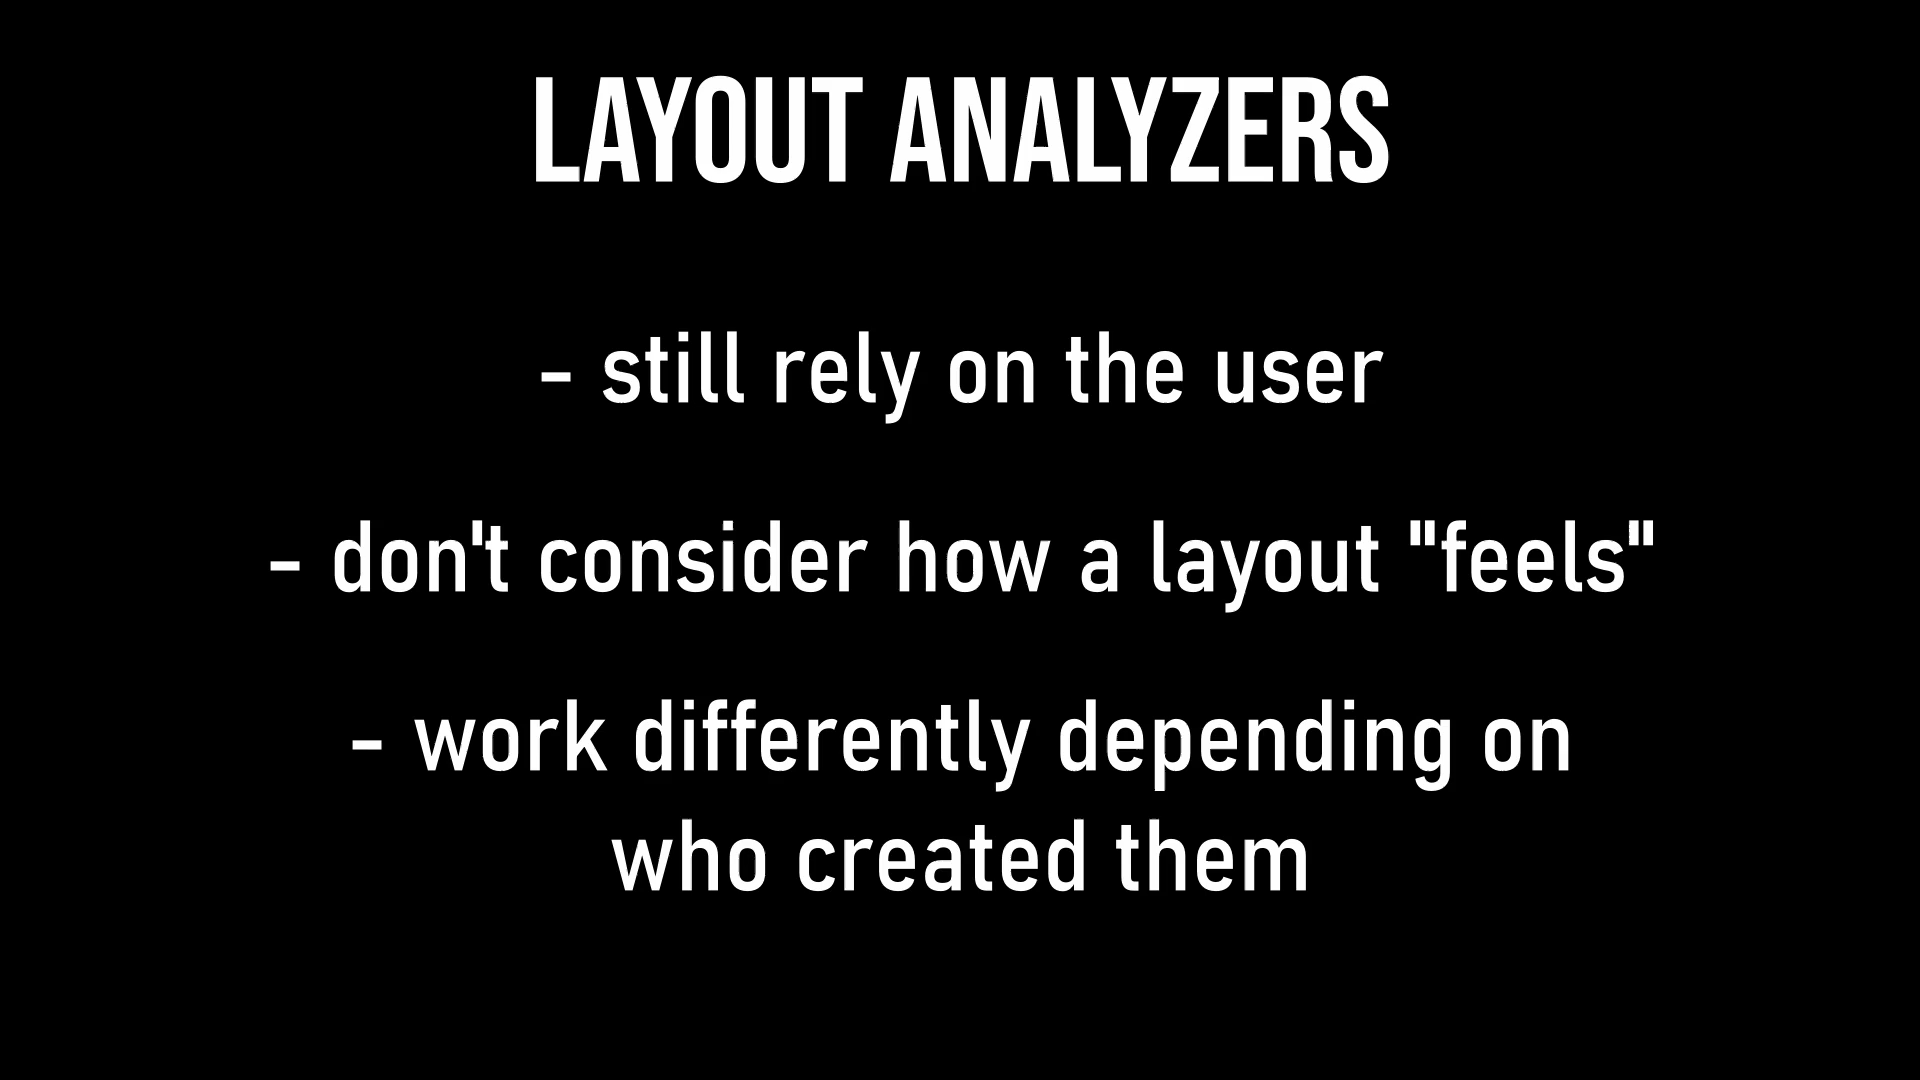 LAYOUT ANALYZERS
- still rely on the user
- don't consider how a layout "feels"
- work differently depending on
who created them